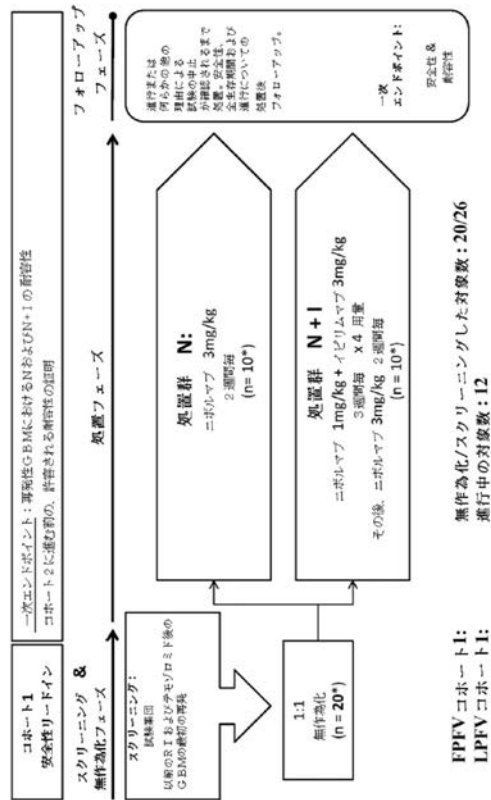 コホート1
安全性リードイン
一次エンドポイント：再発性GBMにおけるNおよびN+Iの耐容性
コホート2に進む前の、許容される耐容性の証明
スクリーニング &
無作為化フェーズ
処置フェーズ
フォローアップ
フェーズ
スクリーニング：
試験集団
以前のRIおよびテモゾロミド後の
GBMの最初の再発
1:1
無作為化
(n = 20*)
処置群 N:
ニボルマブ 3mg/kg
2週間毎
(n= 10*)
処置群 N + I
ニボルマブ 1mg/kg + イピリムマブ 3mg/kg
3週間毎 x 4 用量
その後、ニボルマブ 3mg/kg 2週間毎
(n= 10*)
進行または
何らかの他の
理由による
試験の中止
が確認されるまで
処置。安全性、
全生存期間および
進行についての
処置後
フォローアップ。
一次
エンドポイント:
安全性 &
耐容性
FPFV コホート1:
LPFV コホート1:
無作為化/スクリーニングした対象数：20/26
進行中の対象数：12